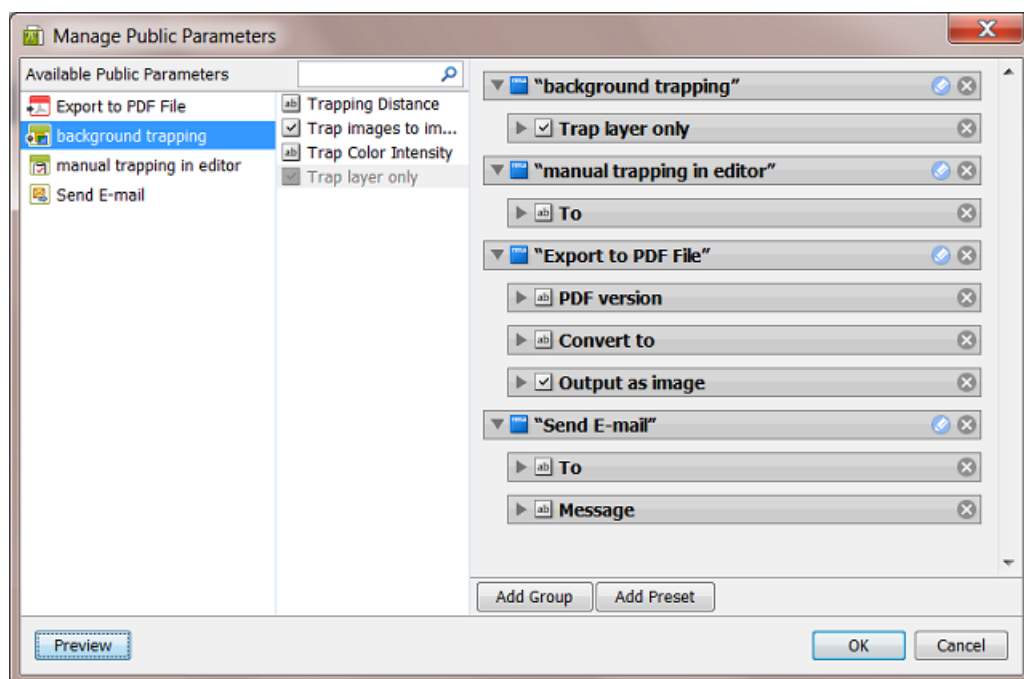 Manage Public Parameters
Available Public Parameters
Export to PDF File
background trapping
manual trapping in editor
Send E-mail
Trapping Distance
Trap images to im...
Trap Color Intensity
Trap layer only
"background trapping"
Trap layer only
"manual trapping in editor"
To
"Export to PDF File"
PDF version
Convert to
Output as image
"Send E-mail"
To
Message
Add Group
Add Preset
Preview
OK
Cancel